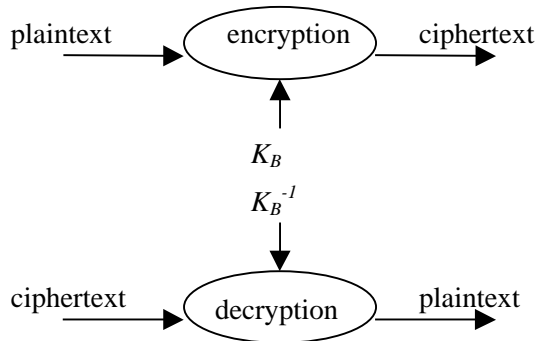 plaintext encryption ciphertext
K_B
K_B^-1
ciphertext decryption plaintext